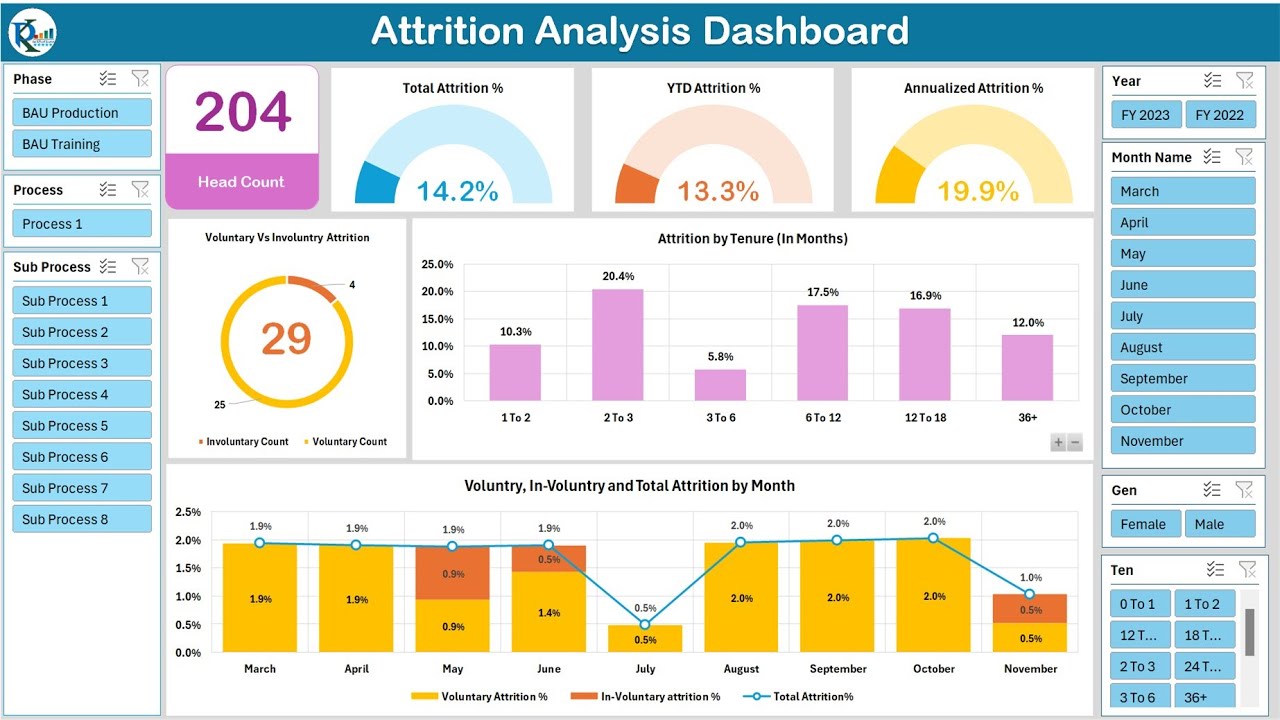 Attrition Analysis Dashboard
Phase
BAU Production
BAU Training
Process
Process 1
Sub Process
Sub Process 1
Sub Process 2
Sub Process 3
Sub Process 4
Sub Process 5
Sub Process 6
Sub Process 7
Sub Process 8
204
Head Count
Total Attrition %
14.2%
YTD Attrition %
13.3%
Annualized Attrition %
19.9%
Voluntary Vs Involuntry Attrition
4
29
25
Involuntary Count Voluntary Count
Attrition by Tenure (In Months)
25.0%
20.0%
15.0%
10.0%
5.0%
0.0%
10.3%
20.4%
5.8%
17.5%
16.9%
12.0%
1 To 2 2 To 3 3 To 6 6 To 12 12 To 18 36+
+ −
Voluntry, In-Voluntry and Total Attrition by Month
2.5%
2.0%
1.5%
1.0%
0.5%
0.0%
1.9% 1.9% 1.9% 1.9% 0.5% 2.0% 2.0% 2.0% 1.0%
0.9% 0.5% 0.5%
1.9% 1.9% 0.9% 1.4% 0.5% 2.0% 2.0% 2.0% 0.5%
March April May June July August September October November
Voluntary Attrition % In-Voluntary attrition % Total Attrition%
Year
FY 2023 FY 2022
Month Name
March
April
May
June
July
August
September
October
November
Gen
Female Male
Ten
0 To 1 1 To 2
12 T... 18 T...
2 To 3 24 T...
3 To 6 36+